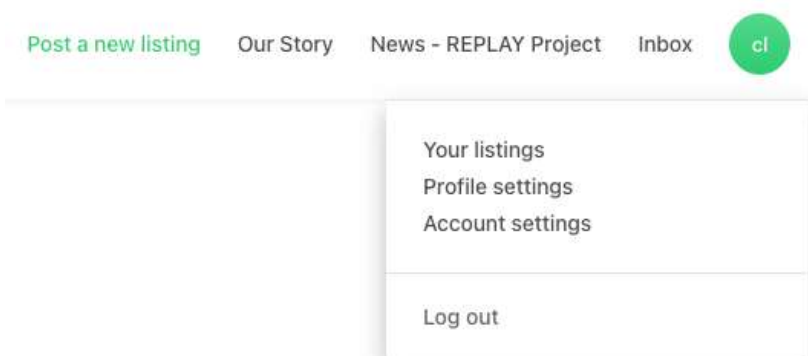 Post a new listing Our Story News - REPLAY Project Inbox cl
Your listings
Profile settings
Account settings
Log out